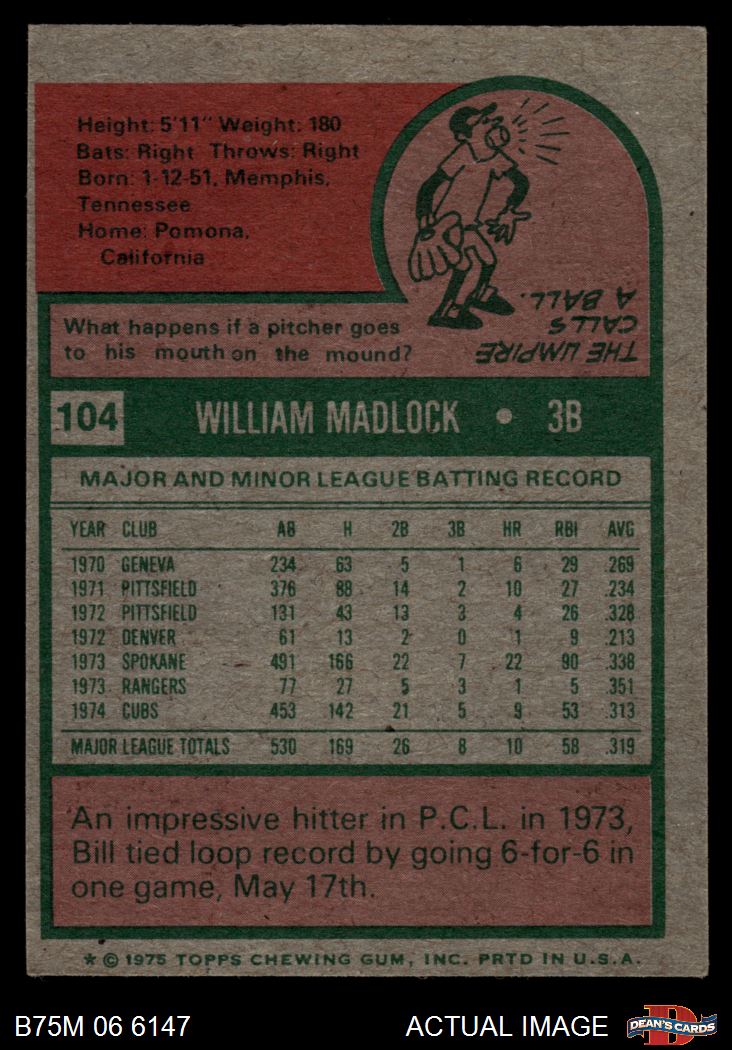 Height: 5'11" Weight: 180
Bats: Right Throws: Right
Born: 1-12-51, Memphis,
Tennessee
Home: Pomona,
California
What happens if a pitcher goes
to his mouth on the mound?
THE UMPIRE
CALLS
A BALL.
104 WILLIAM MADLOCK • 3B
MAJOR AND MINOR LEAGUE BATTING RECORD
YEAR CLUB AB H 2B 3B HR RBI AVG
1970 GENEVA 234 63 5 1 6 29 .269
1971 PITTSFIELD 376 88 14 2 10 27 .234
1972 PITTSFIELD 131 43 13 3 4 26 .328
1972 DENVER 61 13 2 0 1 9 .213
1973 SPOKANE 491 166 22 7 22 90 .338
1973 RANGERS 77 27 5 3 1 5 .351
1974 CUBS 453 142 21 5 9 53 .313
MAJOR LEAGUE TOTALS 530 169 26 8 10 58 .319
An impressive hitter in P.C.L. in 1973,
Bill tied loop record by going 6-for-6 in
one game, May 17th.
* © 1975 TOPPS CHEWING GUM, INC. PRTD IN U.S.A.
B75M 06 6147 ACTUAL IMAGE D DEAN'S CARDS